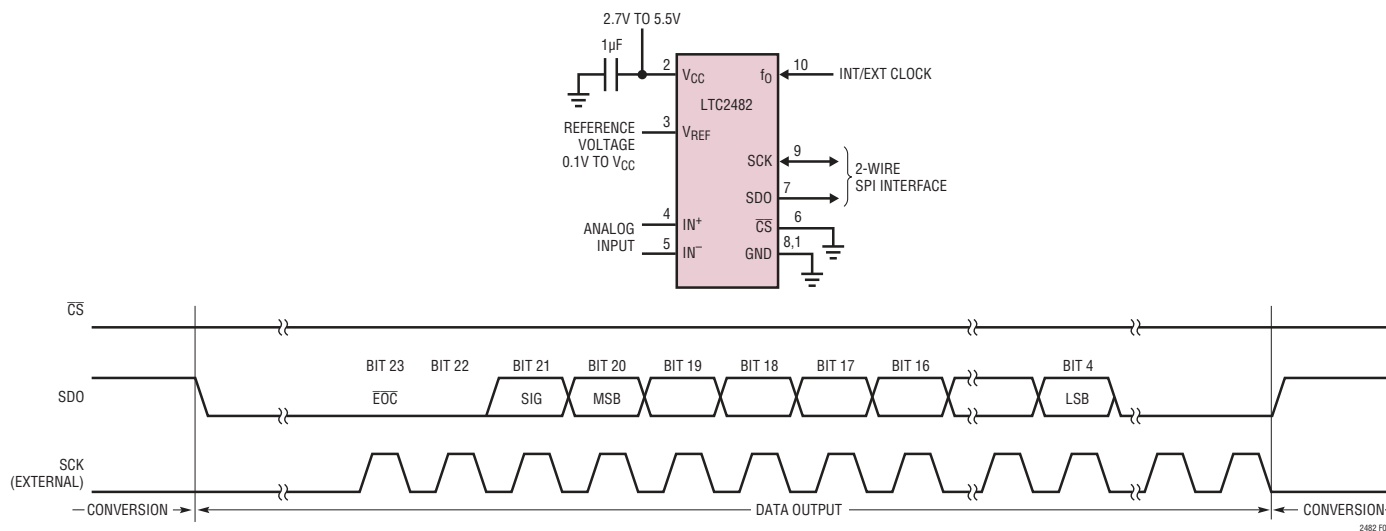 2.7V TO 5.5V
1µF
2 VCC
fO 10 INT/EXT CLOCK
LTC2482
REFERENCE
VOLTAGE
0.1V TO VCC
3 VREF
SCK 9
2-WIRE
SPI INTERFACE
SDO 7
ANALOG
INPUT
4 IN+
5 IN−
CS 6
GND 8,1
CS
BIT 23 BIT 22 BIT 21 BIT 20 BIT 19 BIT 18 BIT 17 BIT 16 BIT 4
SDO
EOC SIG MSB LSB
SCK
(EXTERNAL)
CONVERSION DATA OUTPUT CONVERSION